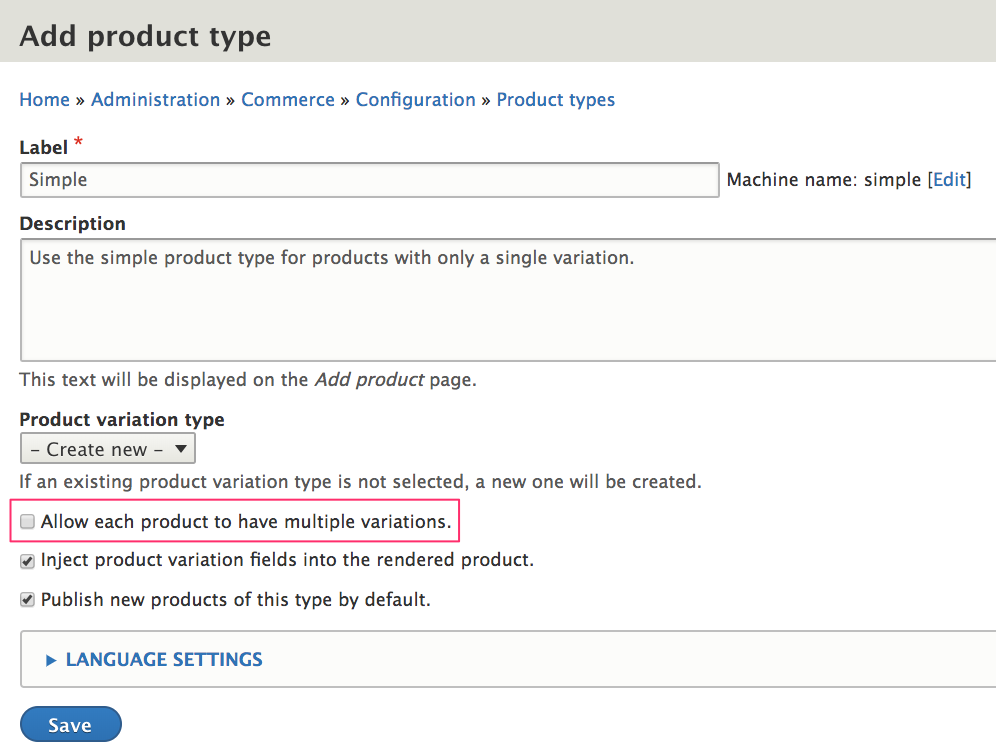 Add product type
Home » Administration » Commerce » Configuration » Product types
Label *
Simple Machine name: simple [Edit]
Description
Use the simple product type for products with only a single variation.
This text will be displayed on the Add product page.
Product variation type
– Create new –
If an existing product variation type is not selected, a new one will be created.
Allow each product to have multiple variations.
Inject product variation fields into the rendered product.
Publish new products of this type by default.
LANGUAGE SETTINGS
Save